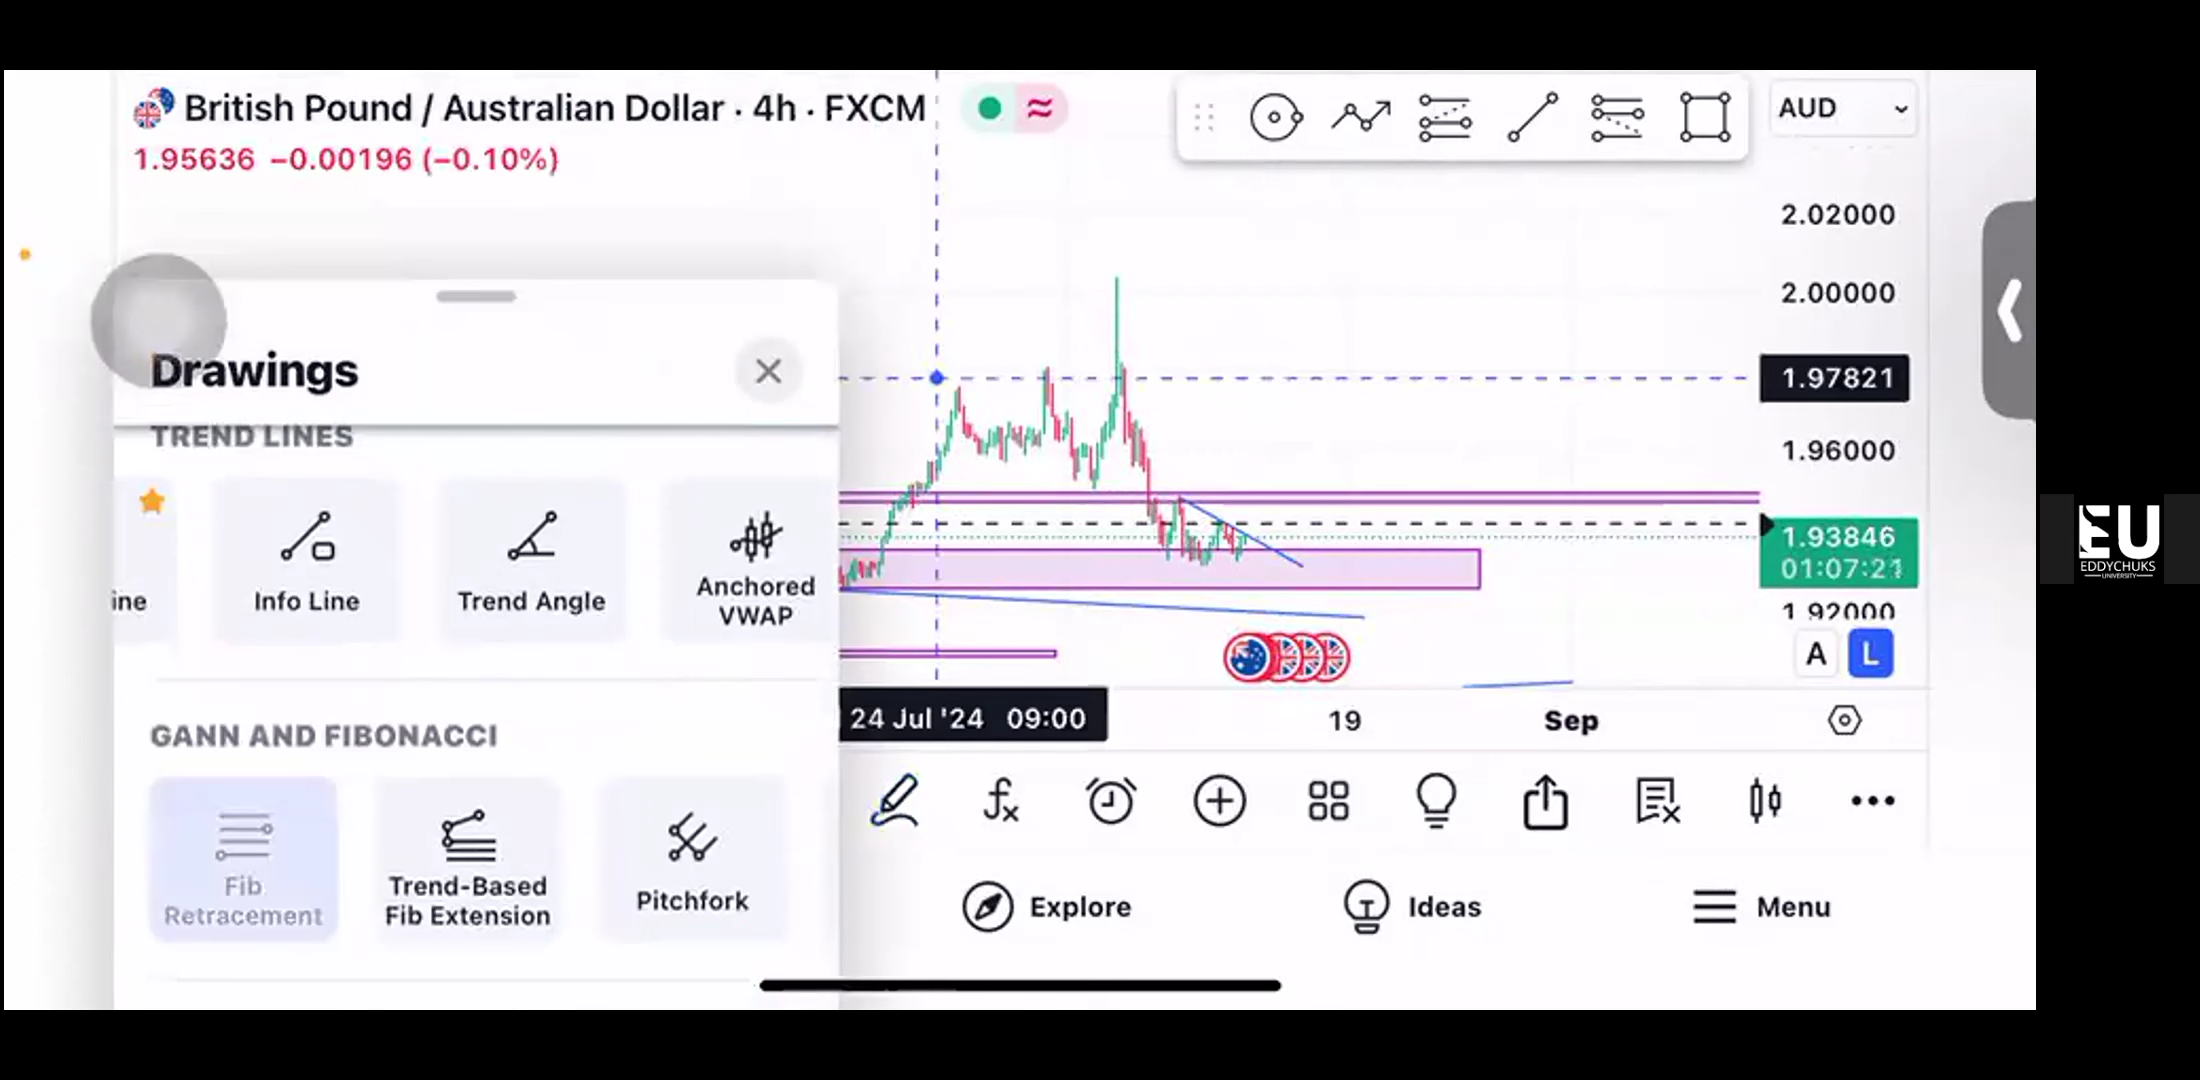 British Pound / Australian Dollar · 4h · FXCM
1.95636 −0.00196 (−0.10%)
AUD
2.02000
2.00000
1.97821
1.96000
1.93846
01:07:21
1.92000
A L
Drawings
TREND LINES
ine
Info Line
Trend Angle
Anchored
VWAP
GANN AND FIBONACCI
Fib
Retracement
Trend-Based
Fib Extension
Pitchfork
24 Jul '24 09:00
19
Sep
Explore
Ideas
Menu
EU
EDDYCHUKS
UNIVERSITY